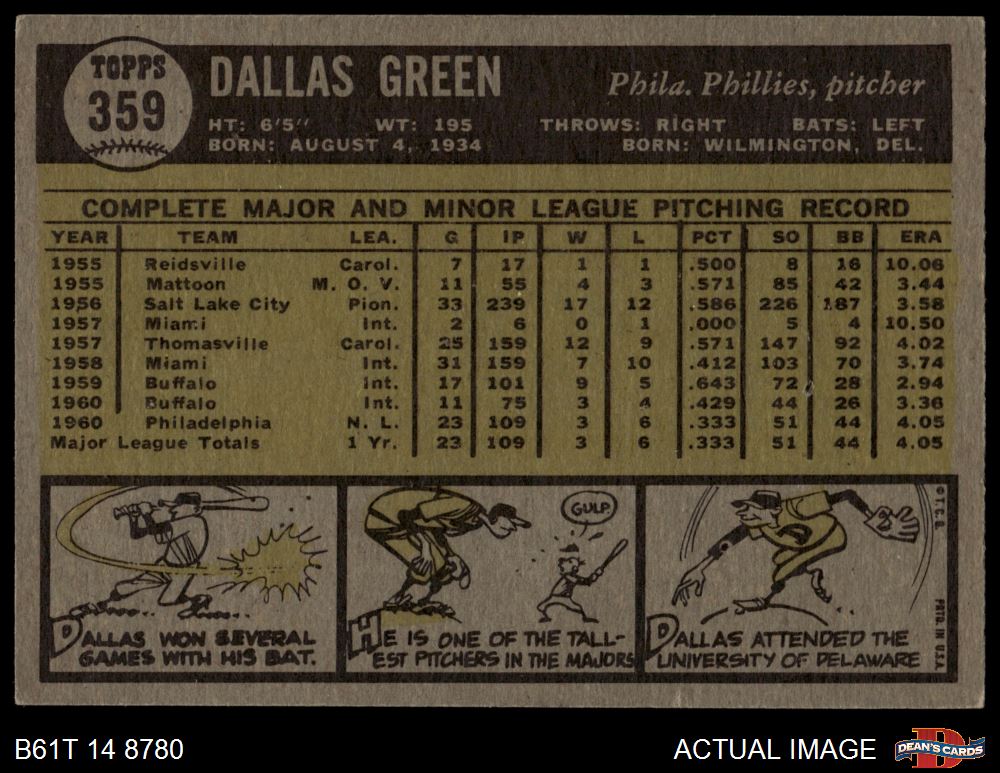 TOPPS
359
DALLAS GREEN
Phila. Phillies, pitcher
HT: 6'5" WT: 195 THROWS: RIGHT BATS: LEFT
BORN: AUGUST 4, 1934 BORN: WILMINGTON, DEL.
COMPLETE MAJOR AND MINOR LEAGUE PITCHING RECORD
YEAR TEAM LEA. G IP W L PCT SO BB ERA
1955 Reidsville Carol. 7 17 1 1 .500 8 16 10.06
1955 Mattoon M. O. V. 11 55 4 3 .571 85 42 3.44
1956 Salt Lake City Pion. 33 239 17 12 .586 226 187 3.58
1957 Miami Int. 2 6 0 1 .000 5 4 10.50
1957 Thomasville Carol. 25 159 12 9 .571 147 92 4.02
1958 Miami Int. 31 159 7 10 .412 103 70 3.74
1959 Buffalo Int. 17 101 9 5 .643 72 28 2.94
1960 Buffalo Int. 11 75 3 4 .429 44 26 3.36
1960 Philadelphia N. L. 23 109 3 6 .333 51 44 4.05
Major League Totals 1 Yr. 23 109 3 6 .333 51 44 4.05
DALLAS WON SEVERAL
GAMES WITH HIS BAT.
GULP
HE IS ONE OF THE TALL-
EST PITCHERS IN THE MAJORS
DALLAS ATTENDED THE
UNIVERSITY OF DELAWARE
© T. C. G.
PRTD. IN U.S.A.
B61T 14 8780
ACTUAL IMAGE
D
DEAN'S CARDS